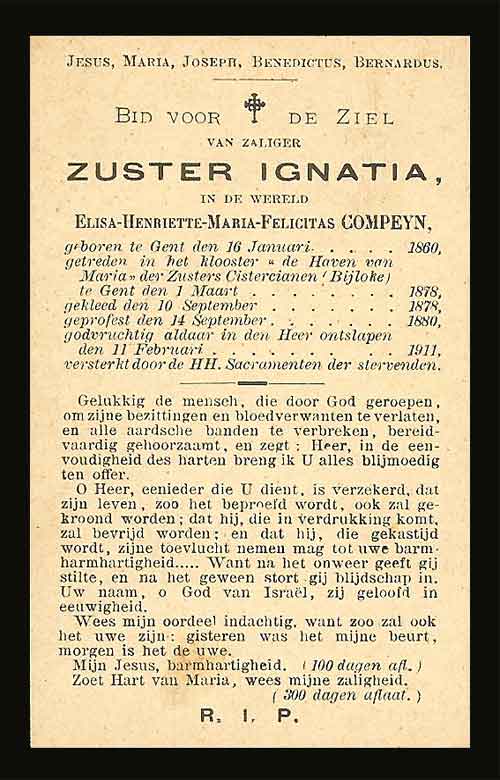 JESUS, MARIA, JOSEPH, BENEDICTUS, BERNARDUS.
BID VOOR DE ZIEL
VAN ZALIGER
ZUSTER IGNATIA,
IN DE WERELD
ELISA-HENRIETTE-MARIA-FELICITAS COMPEYN,
geboren te Gent den 16 Januari. . . . . 1860,
getreden in het klooster « de Haven van
Maria» der Zusters Cistercianen (Bijloke)
te Gent den 1 Maart . . . . . . . . 1878,
gekleed den 10 September . . . . . . . 1878,
geprofest den 14 September. . . . . . . 1880,
godvruchtig aldaar in den Heer ontslapen
den 11 Februari . . . . . . . . . . 1911,
versterkt door de HH. Sacramenten der stervenden.
Gelukkig de mensch, die door God geroepen,
om zijne bezittingen en bloedverwanten te verlaten,
en alle aardsche banden te verbreken, bereid-
vaardig gehoorzaamt, en zegt : Heer, in de een-
voudigheid des harten breng ik U alles blijmoedig
ten offer.
O Heer, eenieder die U dient, is verzekerd, dat
zijn leven, zoo het beproefd wordt, ook zal ge-
kroond worden; dat hij, die in verdrukking komt,
zal bevrijd worden; en dat hij, die gekastijd
wordt, zijne toevlucht nemen mag tot uwe barm-
harmhartigheid..... Want na het onweer geeft gij
stilte, en na het geween stort gij blijdschap in.
Uw naam, o God van Israël, zij geloofd in
eeuwigheid.
Wees mijn oordeel indachtig, want zoo zal ook
het uwe zijn : gisteren was het mijne beurt,
morgen is het de uwe.
Mijn Jesus, barmhartigheid. (100 dagen afl.)
Zoet Hart van Maria, wees mijne zaligheid.
(300 dagen aflaat.)
R. I. P.